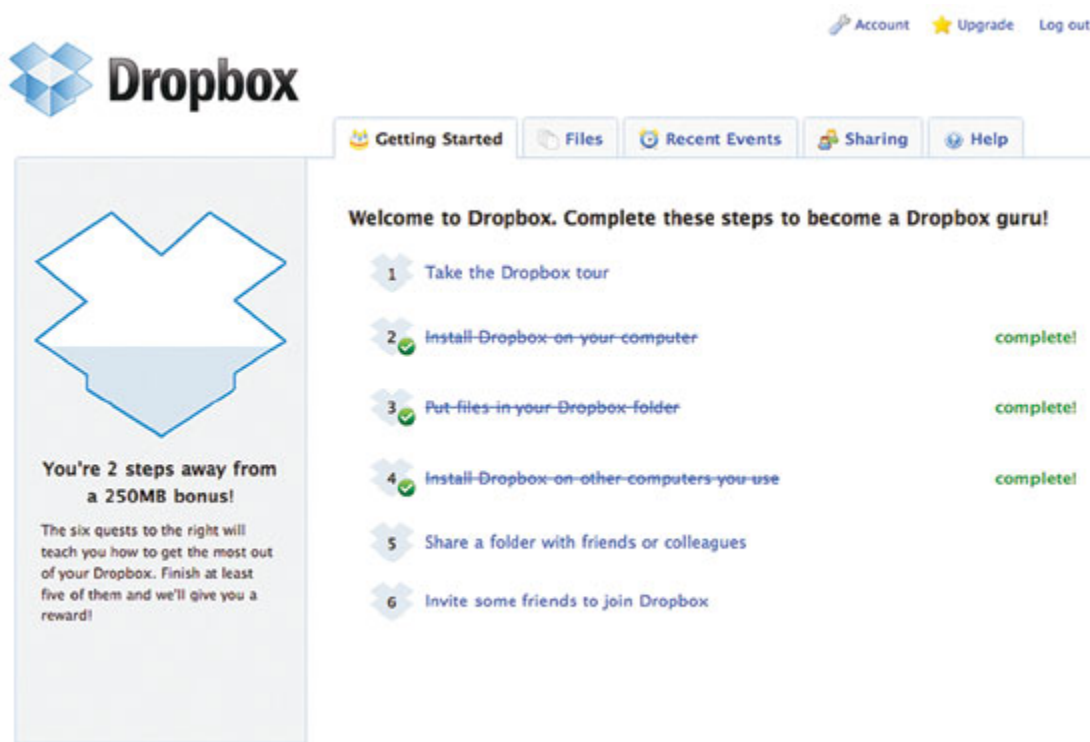 Account Upgrade Log out
Dropbox
Getting Started Files Recent Events Sharing Help
Welcome to Dropbox. Complete these steps to become a Dropbox guru!
1 Take the Dropbox tour
2 Install Dropbox on your computer complete!
3 Put files in your Dropbox folder complete!
4 Install Dropbox on other computers you use complete!
5 Share a folder with friends or colleagues
6 Invite some friends to join Dropbox
You're 2 steps away from
a 250MB bonus!
The six quests to the right will
teach you how to get the most out
of your Dropbox. Finish at least
five of them and we'll give you a
reward!